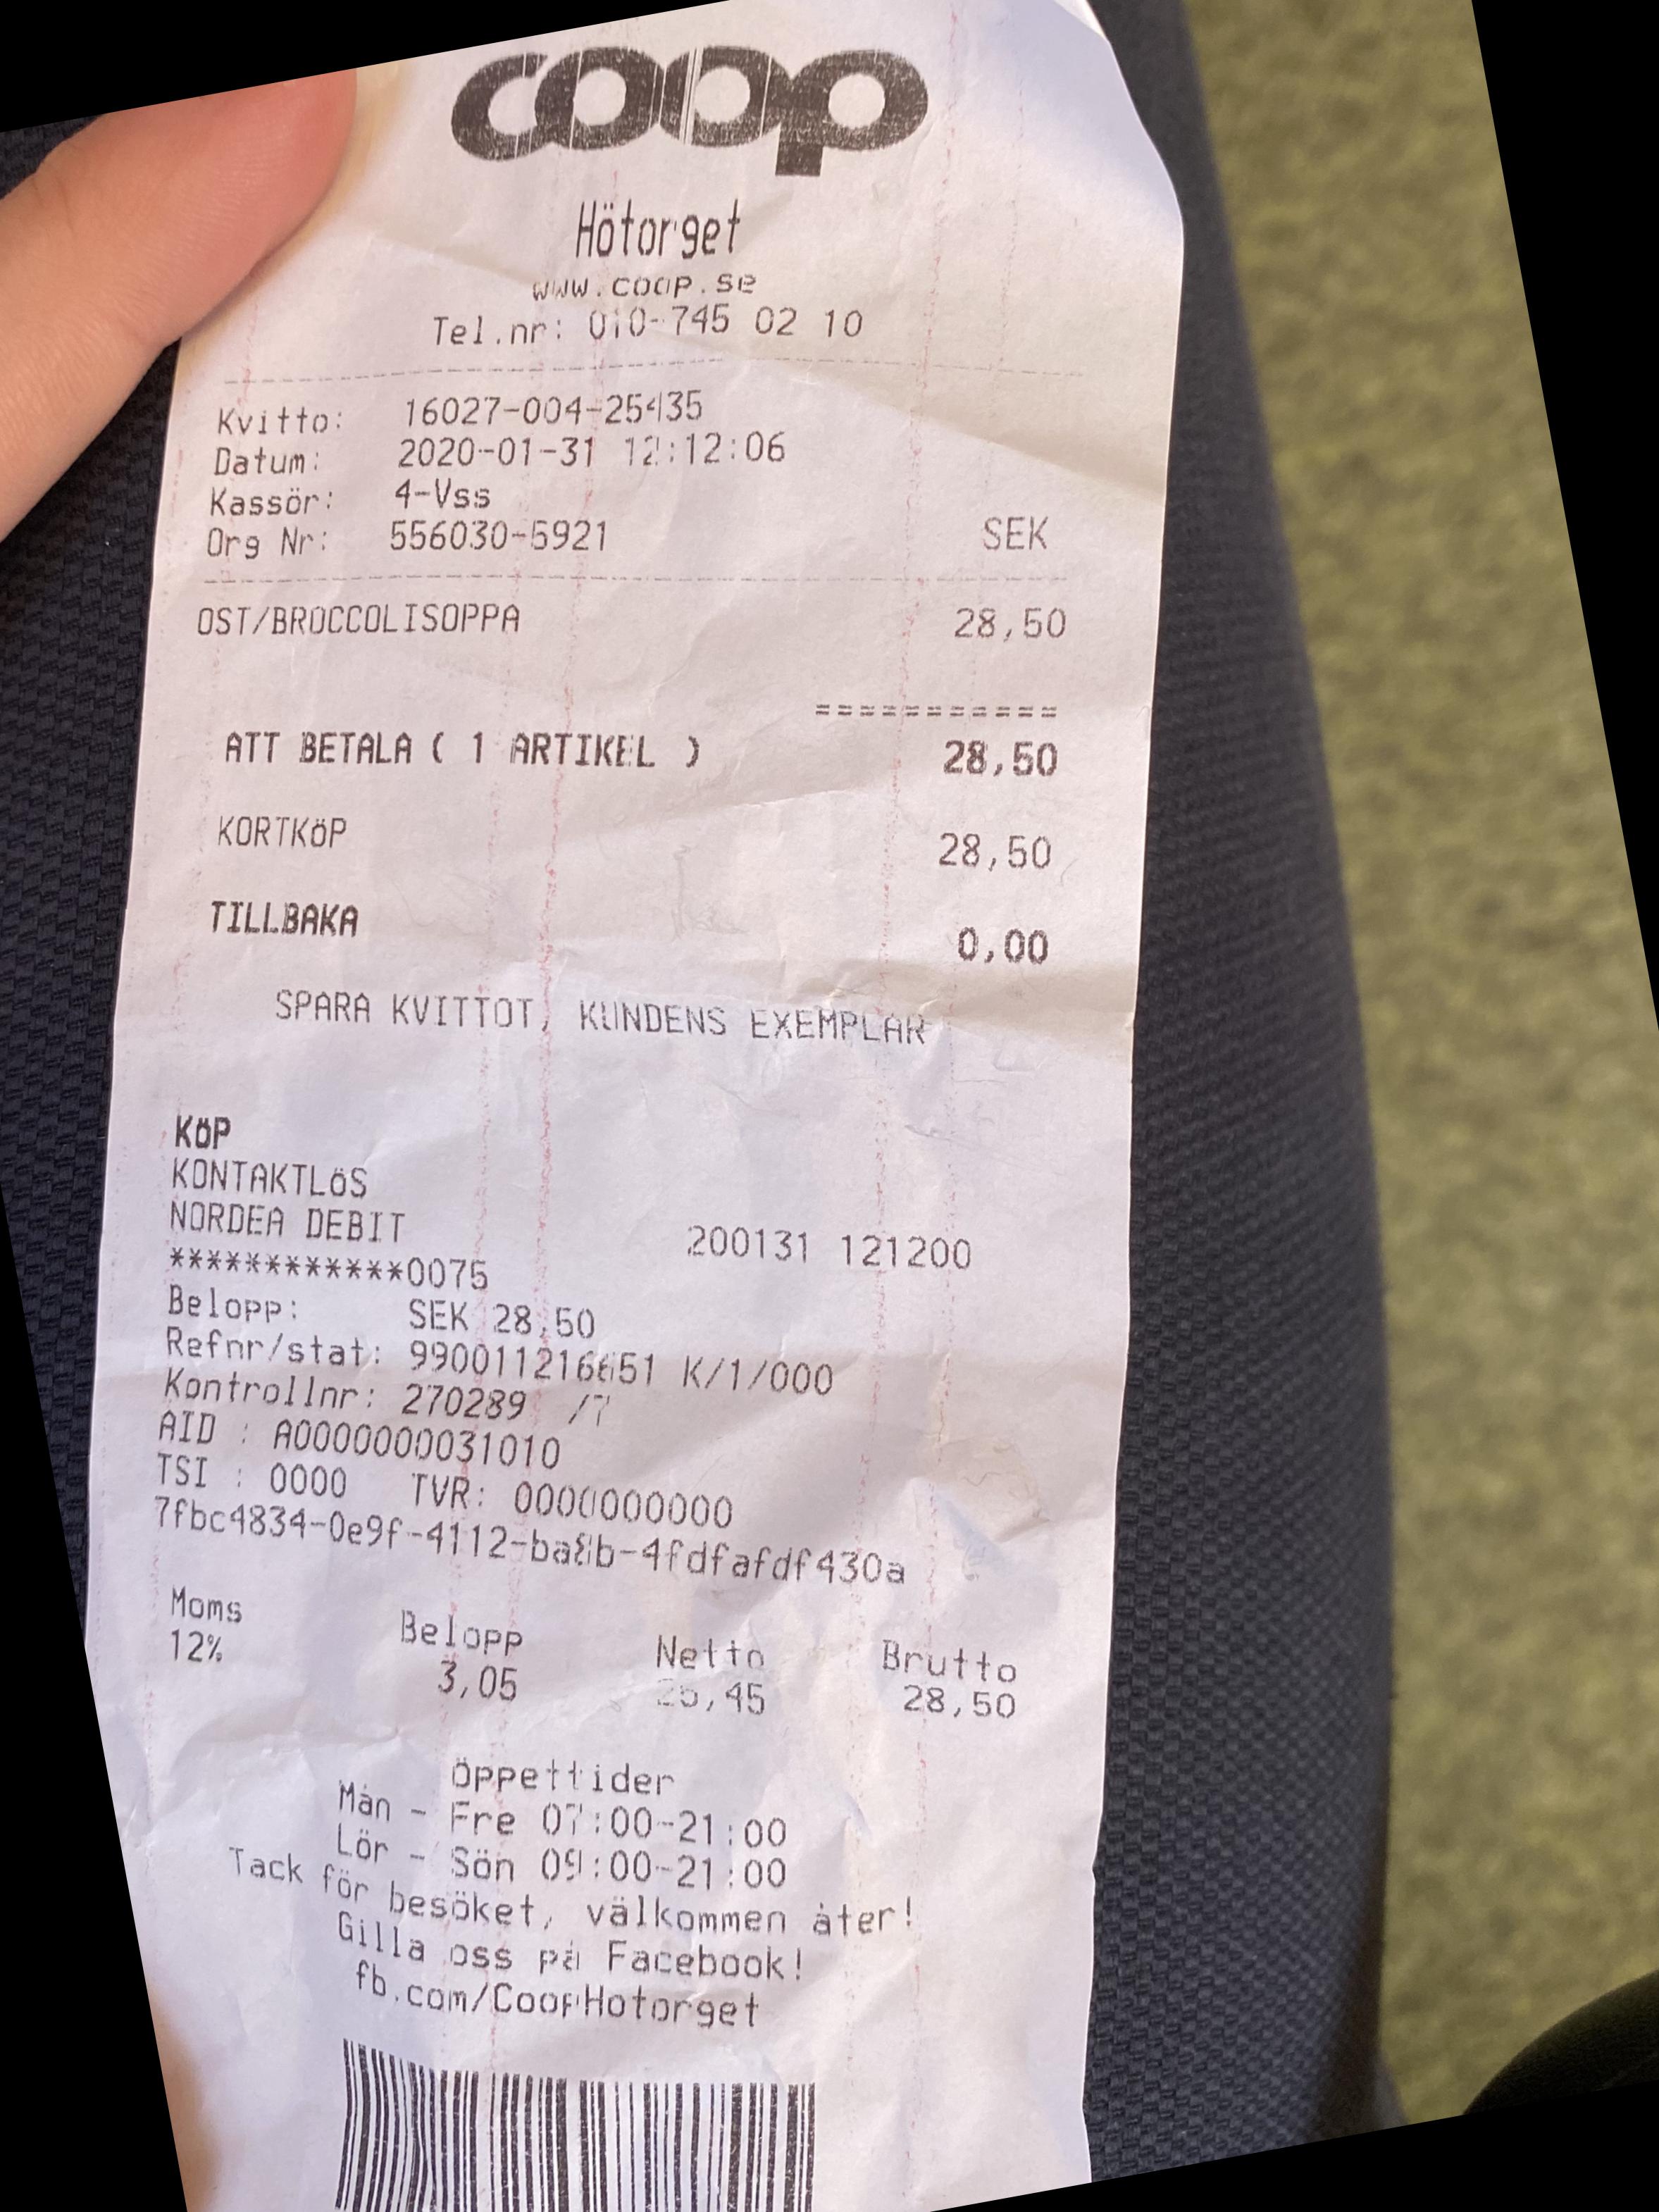 coop
Hötorget
www.coop.se
Tel.nr: 010-745 02 10
Kvitto: 16027-004-25435
Datum: 2020-01-31 12:12:06
Kassör: 4-Vss
Org Nr: 556030-5921 SEK
OST/BROCCOLISOPPA 28,50
===========
ATT BETALA ( 1 ARTIKEL ) 28,50
KORTKÖP 28,50
TILLBAKA 0,00
SPARA KVITTOT, KUNDENS EXEMPLAR
KÖP
KONTAKTLÖS
NORDEA DEBIT 200131 121200
************0075
Belopp: SEK 28,50
Refnr/stat: 990011216651 K/1/000
Kontrollnr: 270289 /7
AID : A0000000031010
TSI : 0000 TVR: 0000000000
7fbc4834-0e9f-4112-ba8b-4fdfafdf430a
Moms Belopp Netto Brutto
12% 3,05 25,45 28,50
Öppettider
Mån - Fre 07:00-21:00
Lör - Sön 09:00-21:00
Tack för besöket, välkommen åter!
Gilla oss på Facebook!
fb.com/CoopHotorget